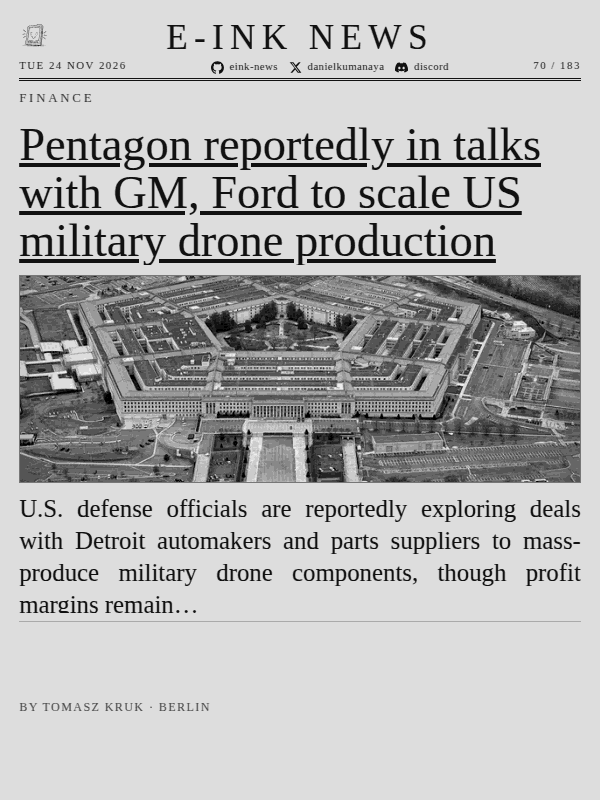 E-INK NEWS
TUE 24 NOV 2026
eink-news danielkumanaya discord
70 / 183
FINANCE
Pentagon reportedly in talks
with GM, Ford to scale US
military drone production
U.S. defense officials are reportedly exploring deals
with Detroit automakers and parts suppliers to mass-
produce military drone components, though profit
margins remain…
BY TOMASZ KRUK · BERLIN